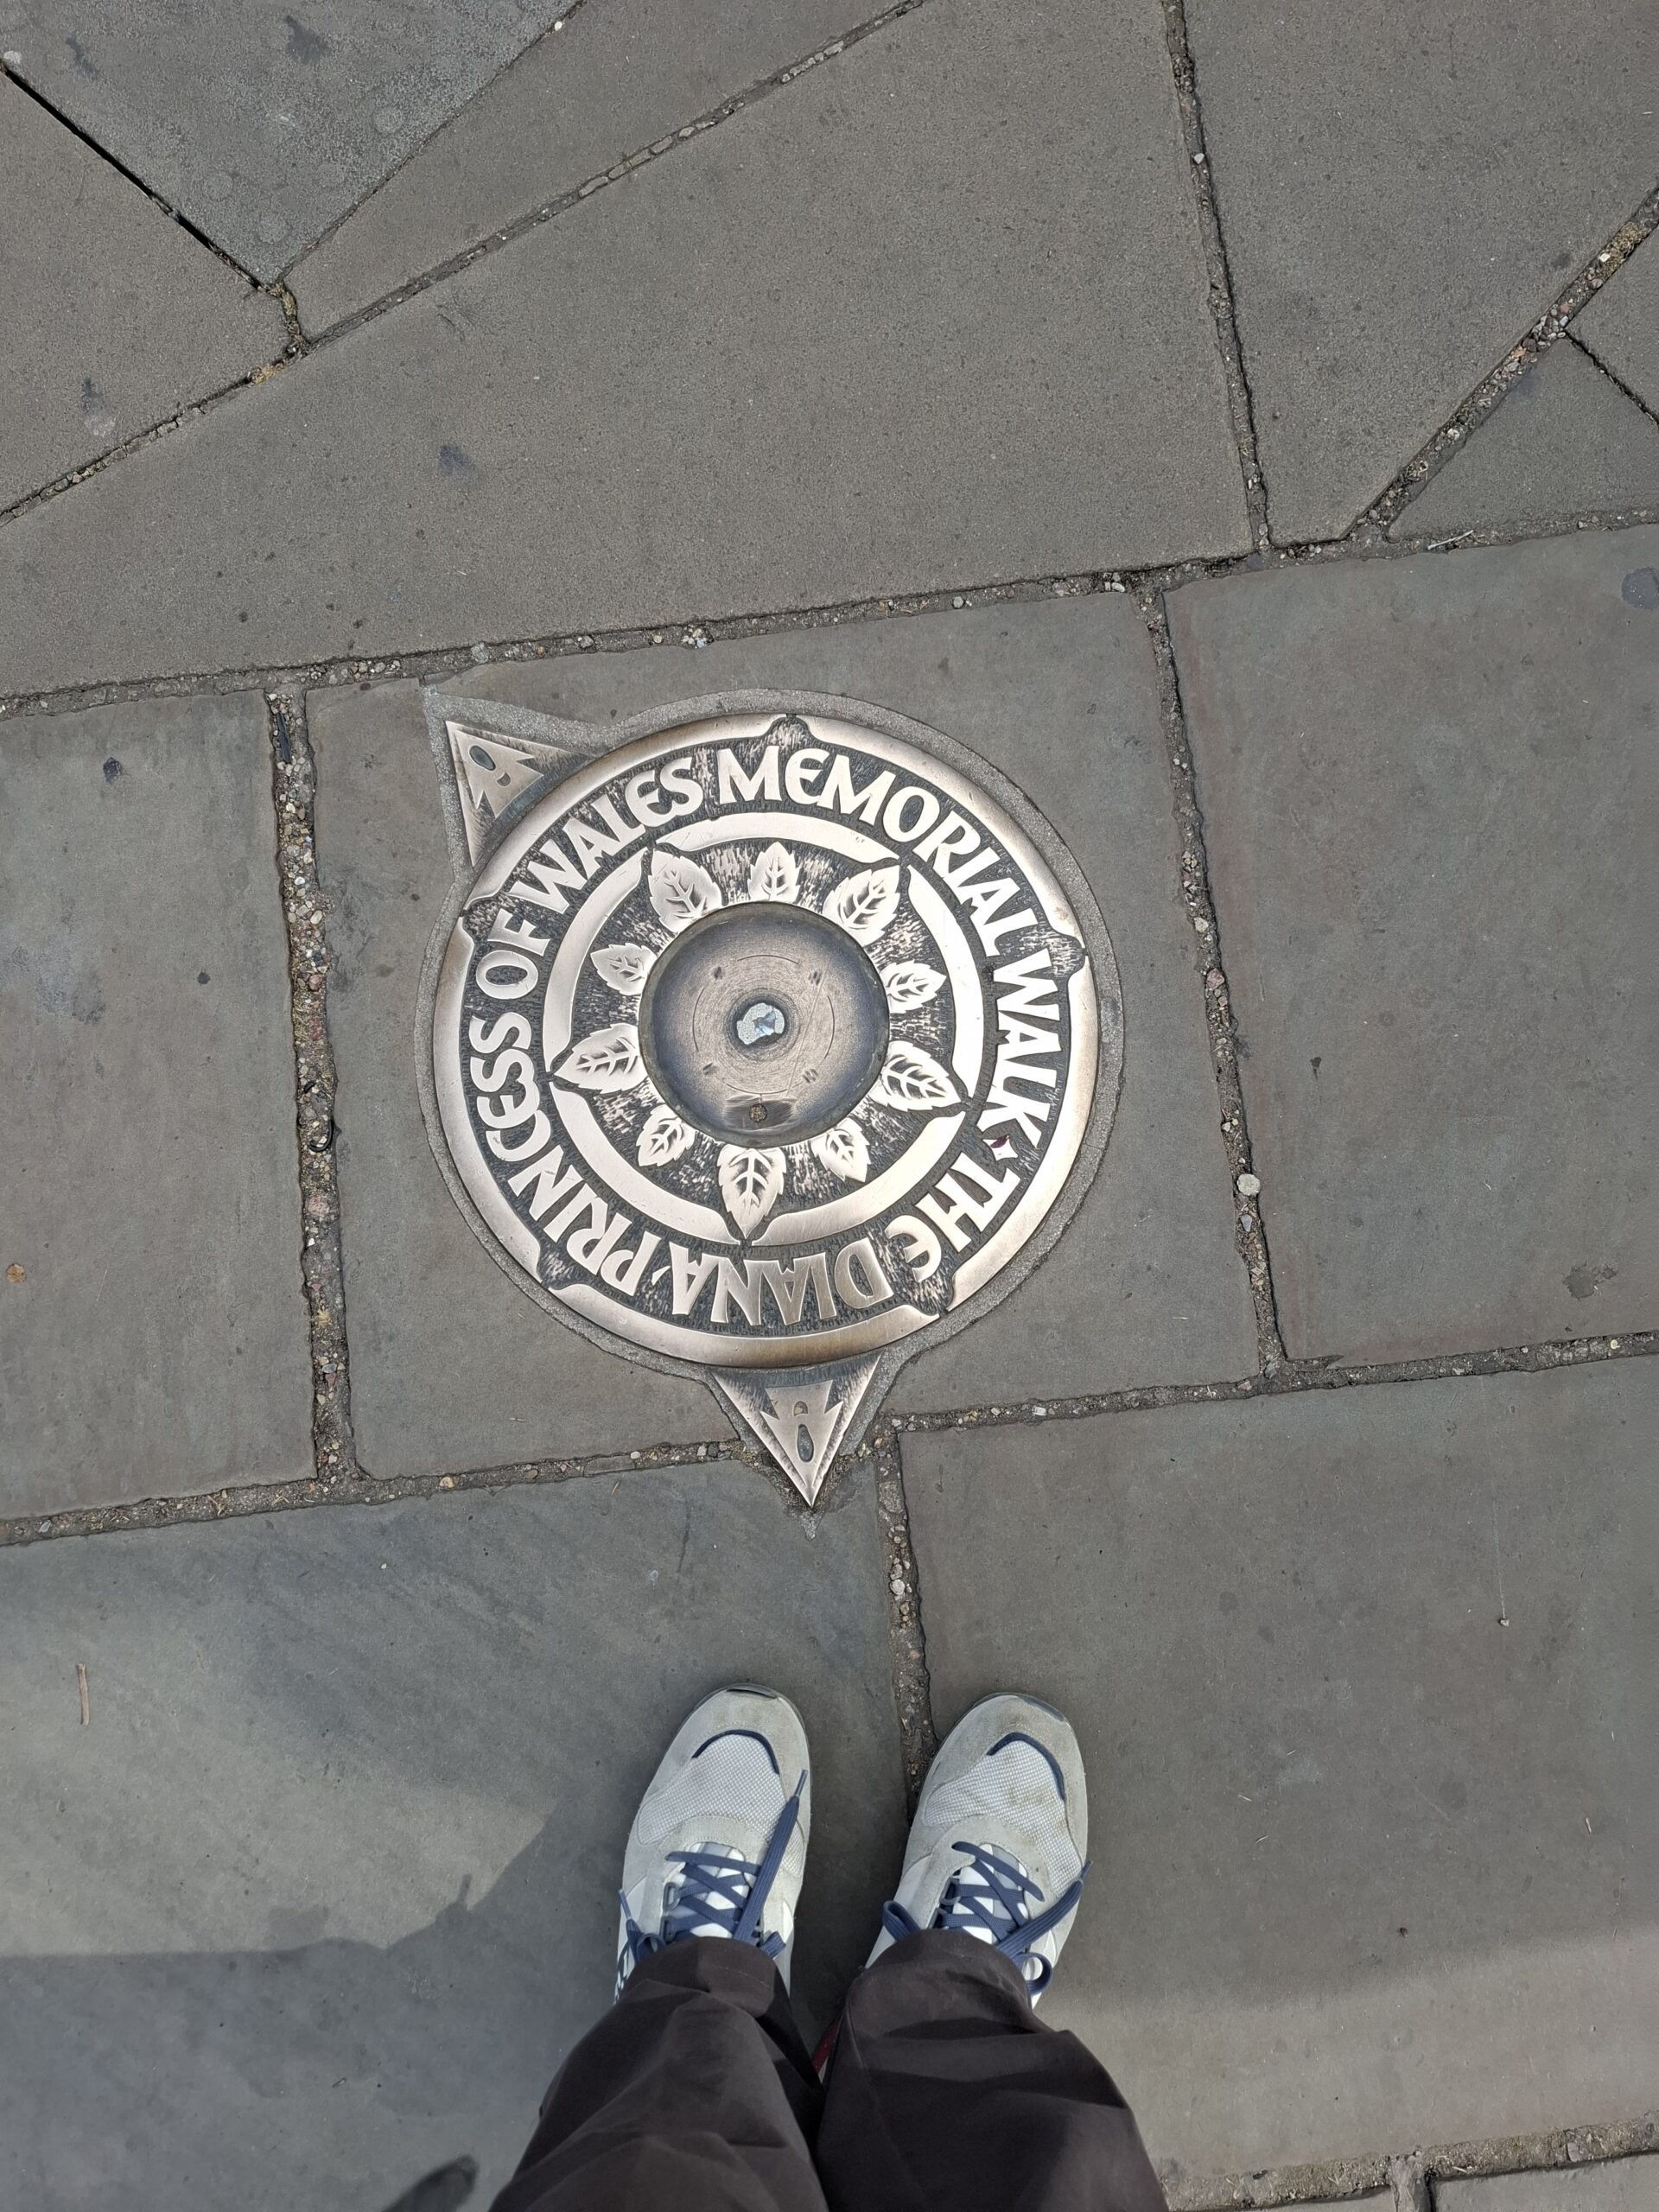 THE DIANA PRINCESS OF WALES MEMORIAL WALK